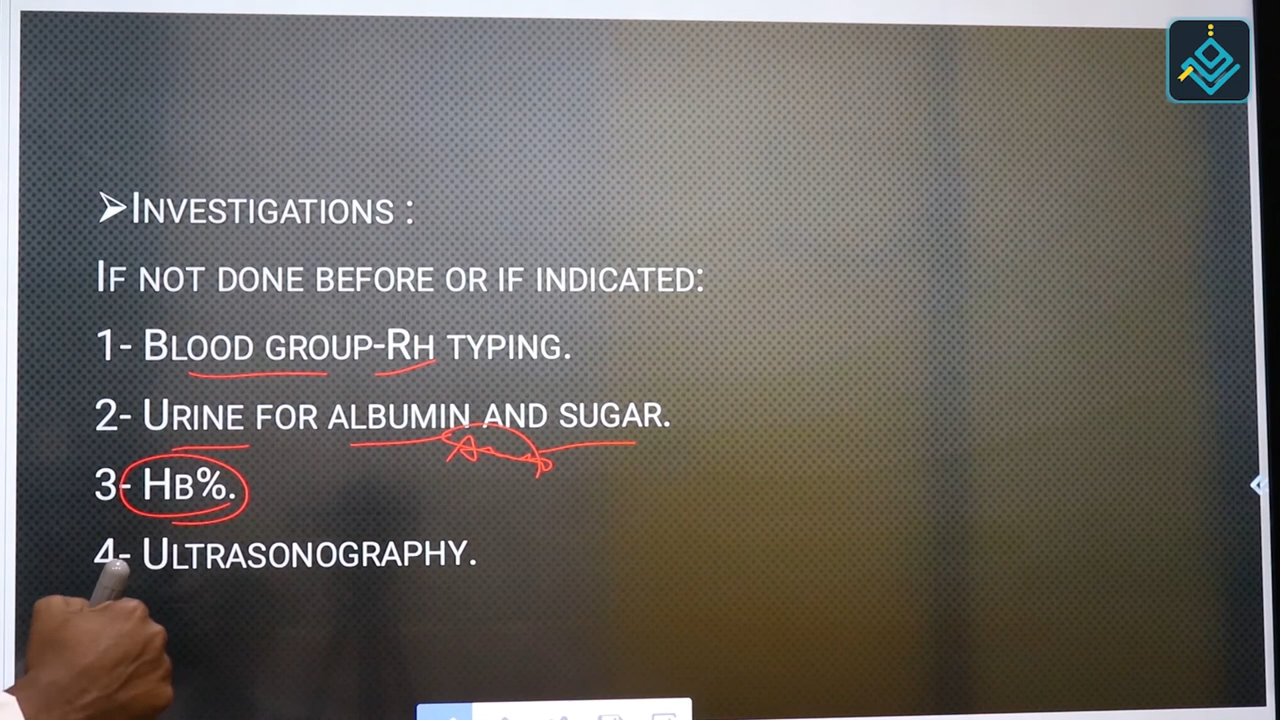 ➢Investigations :
If not done before or if indicated:
1- Blood group-Rh typing.
2- Urine for albumin and sugar.
3- Hb%.
4- Ultrasonography.